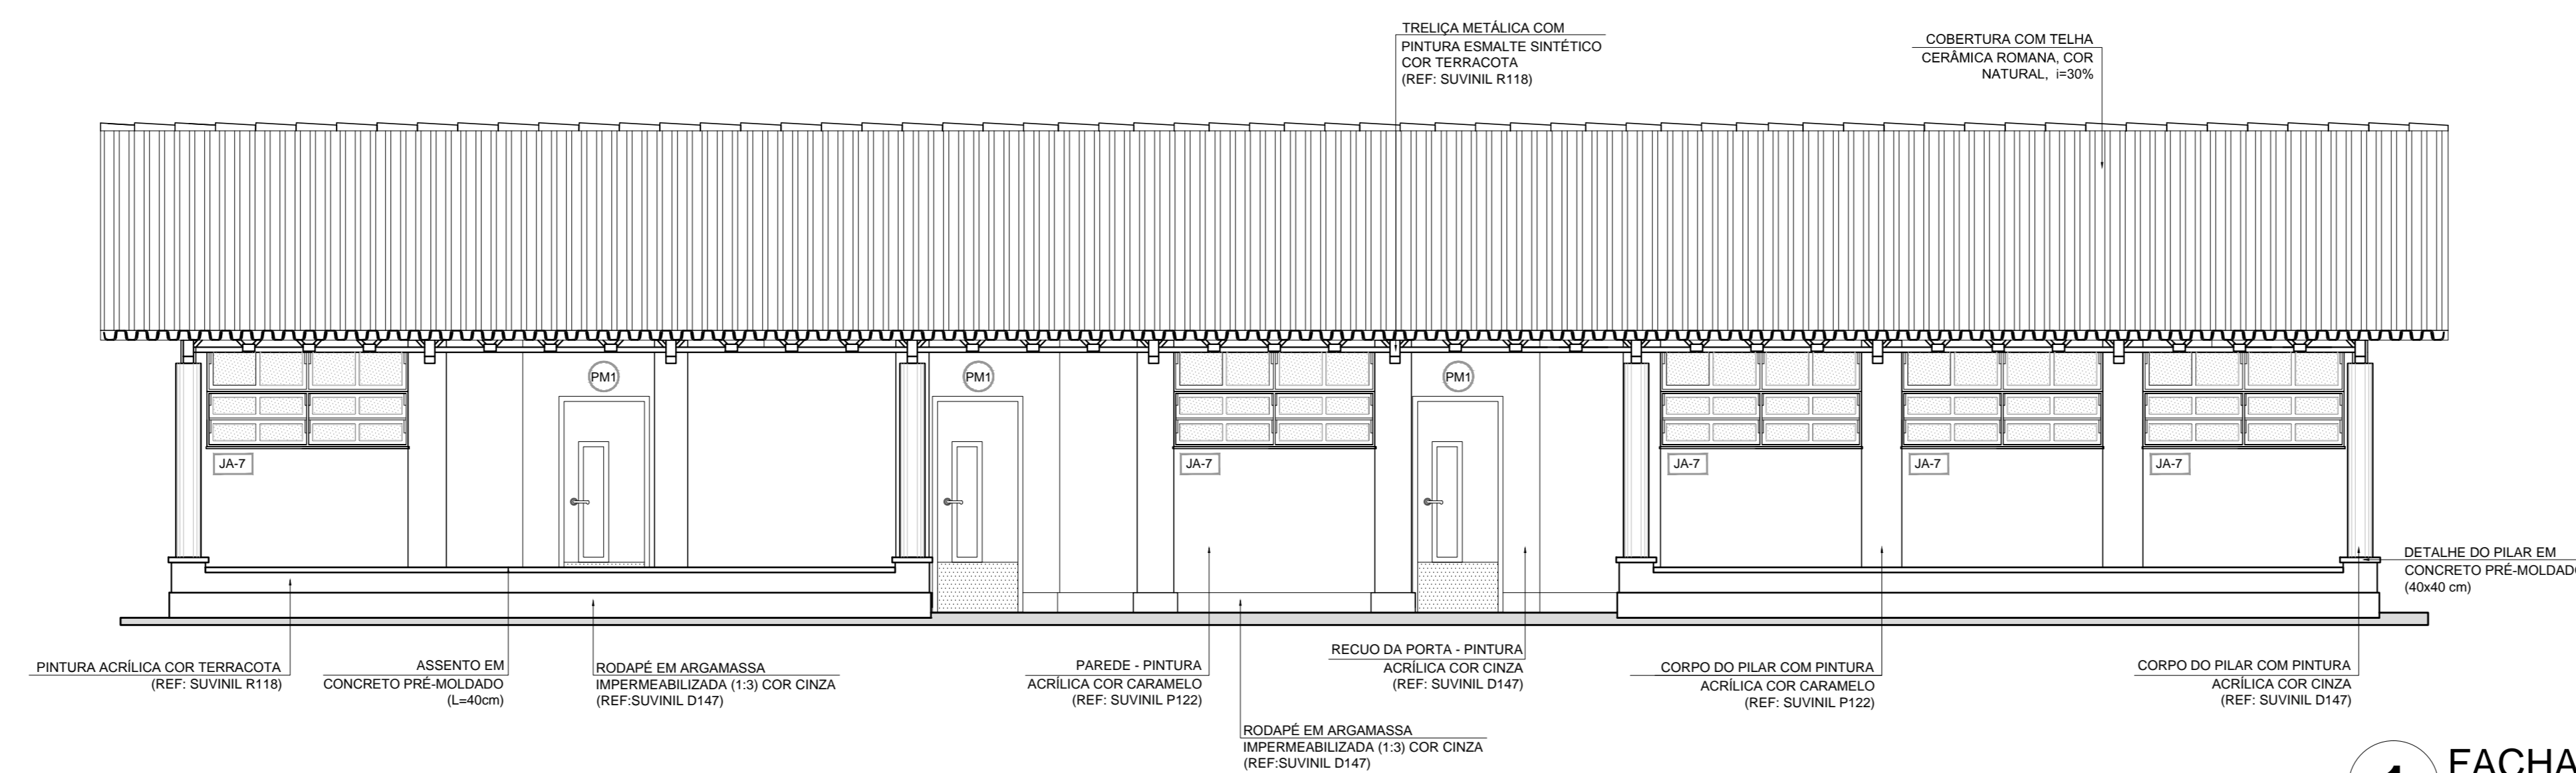 TRELIÇA METÁLICA COM
PINTURA ESMALTE SINTÉTICO
COR TERRACOTA
(REF: SUVINIL R118)
COBERTURA COM TELHA
CERÂMICA ROMANA, COR
NATURAL, i=30%
PM1
PM1
PM1
JA-7
JA-7
JA-7
JA-7
JA-7
DETALHE DO PILAR EM
CONCRETO PRÉ-MOLDADO
(40x40 cm)
PINTURA ACRÍLICA COR TERRACOTA
(REF: SUVINIL R118)
ASSENTO EM
CONCRETO PRÉ-MOLDADO
(L=40cm)
RODAPÉ EM ARGAMASSA
IMPERMEABILIZADA (1:3) COR CINZA
(REF:SUVINIL D147)
PAREDE - PINTURA
ACRÍLICA COR CARAMELO
(REF: SUVINIL P122)
RODAPÉ EM ARGAMASSA
IMPERMEABILIZADA (1:3) COR CINZA
(REF:SUVINIL D147)
RECUO DA PORTA - PINTURA
ACRÍLICA COR CINZA
(REF: SUVINIL D147)
CORPO DO PILAR COM PINTURA
ACRÍLICA COR CARAMELO
(REF: SUVINIL P122)
CORPO DO PILAR COM PINTURA
ACRÍLICA COR CINZA
(REF: SUVINIL D147)
1 FACHA